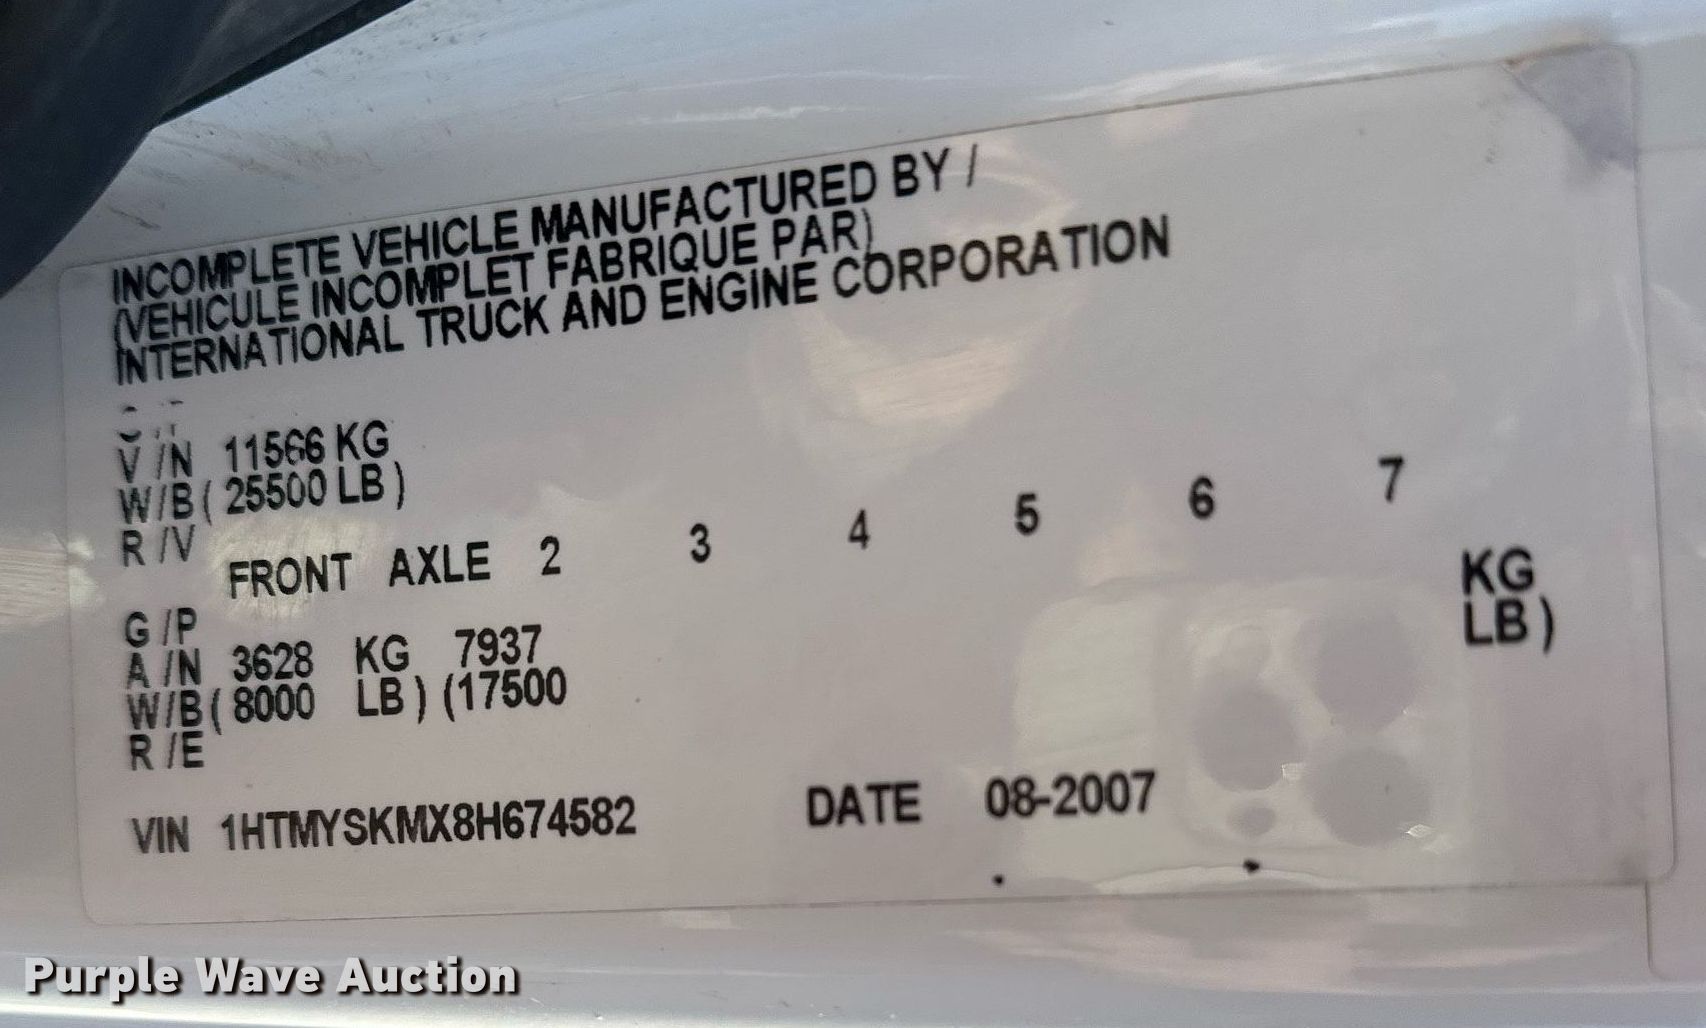 INCOMPLETE VEHICLE MANUFACTURED BY /
(VEHICULE INCOMPLET FABRIQUE PAR)
INTERNATIONAL TRUCK AND ENGINE CORPORATION
V /N 11566 KG
W/B ( 25500 LB )
R /V
FRONT AXLE 2 3 4 5 6 7
G /P
A /N 3628 KG 7937 KG
W/B ( 8000 LB ) (17500 LB )
R /E
VIN 1HTMYSKMX8H674582 DATE 08-2007
Purple Wave Auction